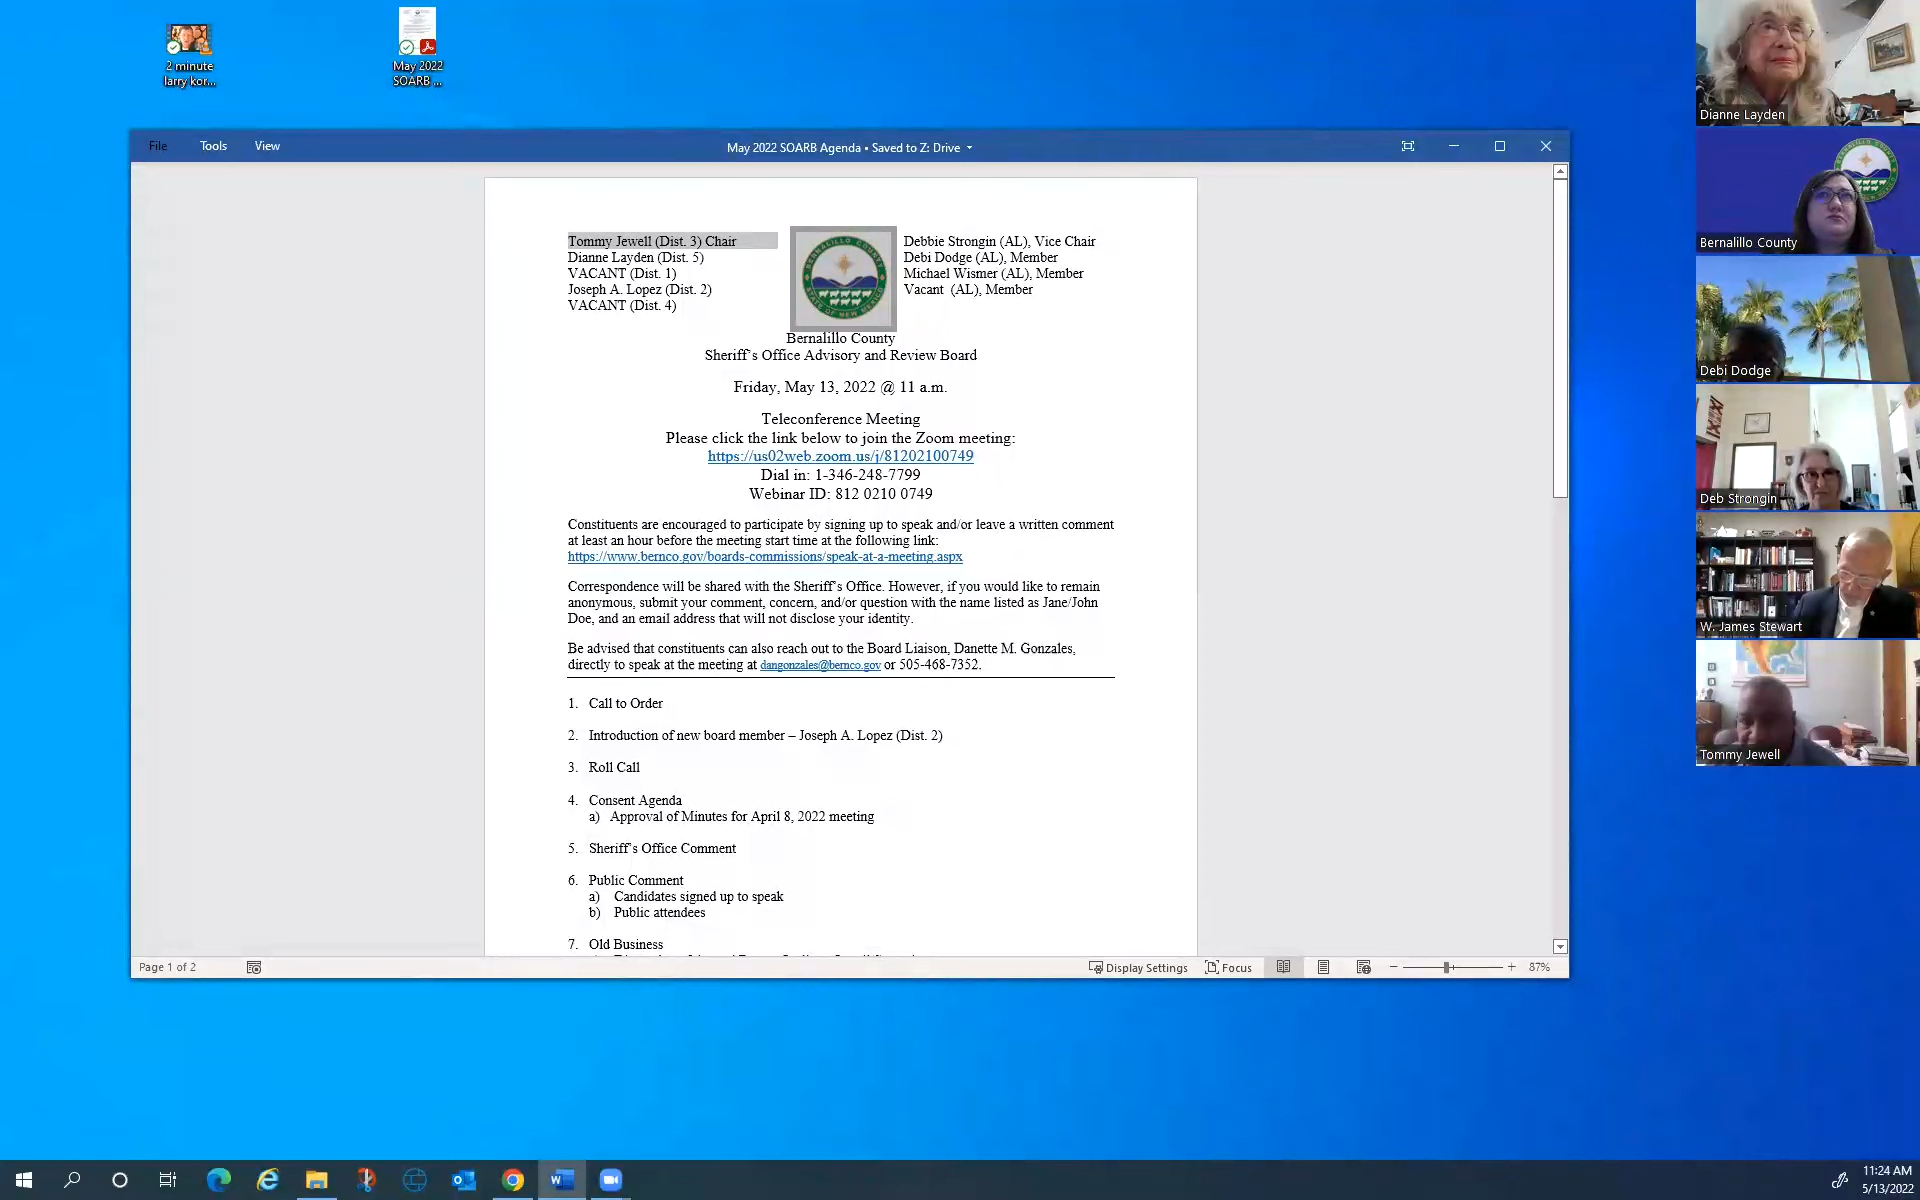 2 minute
larry kor...
May 2022
SOARB ...
File Tools View
May 2022 SOARB Agenda • Saved to Z: Drive
Tommy Jewell (Dist. 3) Chair
Dianne Layden (Dist. 5)
VACANT (Dist. 1)
Joseph A. Lopez (Dist. 2)
VACANT (Dist. 4)
BERNALILLO COUNTY
STATE OF NEW MEXICO
Debbie Strongin (AL), Vice Chair
Debi Dodge (AL), Member
Michael Wismer (AL), Member
Vacant (AL), Member
Bernalillo County
Sheriff's Office Advisory and Review Board
Friday, May 13, 2022 @ 11 a.m.
Teleconference Meeting
Please click the link below to join the Zoom meeting:
https://us02web.zoom.us/j/81202100749
Dial in: 1-346-248-7799
Webinar ID: 812 0210 0749
Constituents are encouraged to participate by signing up to speak and/or leave a written comment
at least an hour before the meeting start time at the following link:
https://www.bernco.gov/boards-commissions/speak-at-a-meeting.aspx
Correspondence will be shared with the Sheriff's Office. However, if you would like to remain
anonymous, submit your comment, concern, and/or question with the name listed as Jane/John
Doe, and an email address that will not disclose your identity.
Be advised that constituents can also reach out to the Board Liaison, Danette M. Gonzales,
directly to speak at the meeting at dangonzales@bernco.gov or 505-468-7352.
1. Call to Order
2. Introduction of new board member – Joseph A. Lopez (Dist. 2)
3. Roll Call
4. Consent Agenda
a) Approval of Minutes for April 8, 2022 meeting
5. Sheriff's Office Comment
6. Public Comment
a) Candidates signed up to speak
b) Public attendees
7. Old Business
Page 1 of 2
Display Settings
Focus
87%
Dianne Layden
Bernalillo County
Debi Dodge
Deb Strongin
W. James Stewart
Tommy Jewell
11:24 AM
5/13/2022